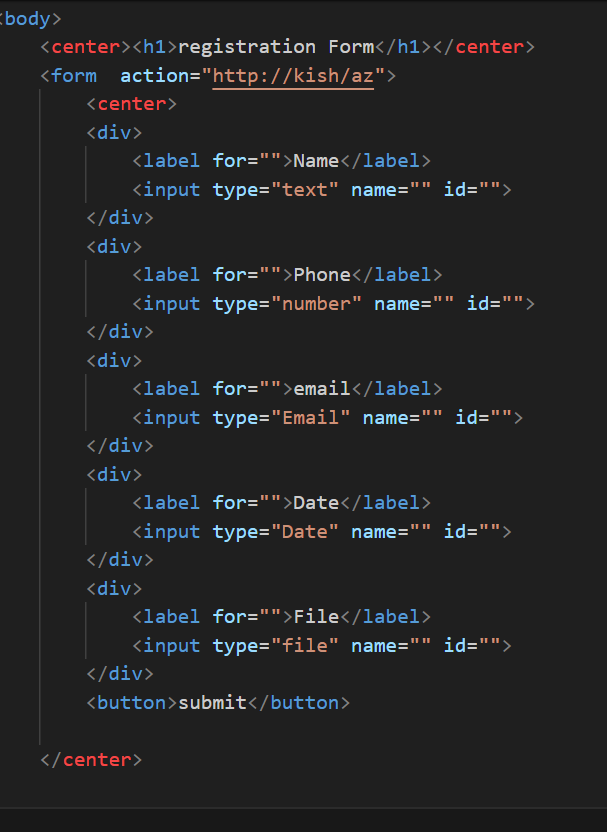 <body>
<center><h1>registration Form</h1></center>
<form  action="http://kish/az">
<center>
<div>
<label for="">Name</label>
<input type="text" name="" id="">
</div>
<div>
<label for="">Phone</label>
<input type="number" name="" id="">
</div>
<div>
<label for="">email</label>
<input type="Email" name="" id="">
</div>
<div>
<label for="">Date</label>
<input type="Date" name="" id="">
</div>
<div>
<label for="">File</label>
<input type="file" name="" id="">
</div>
<button>submit</button>
</center>